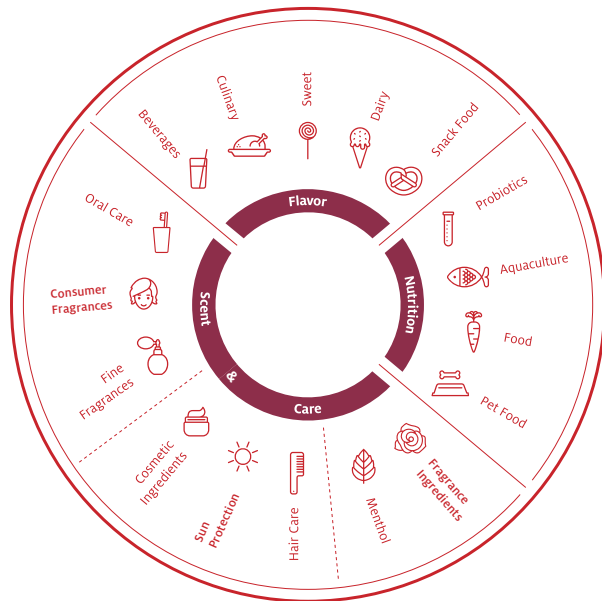 Flavor
Beverages
Culinary
Sweet
Dairy
Snack Food
Nutrition
Probiotics
Aquaculture
Food
Pet Food
Scent
&
Care
Fragrance
Ingredients
Menthol
Hair Care
Sun
Protection
Cosmetic
Ingredients
Fine
Fragrances
Consumer
Fragrances
Oral Care